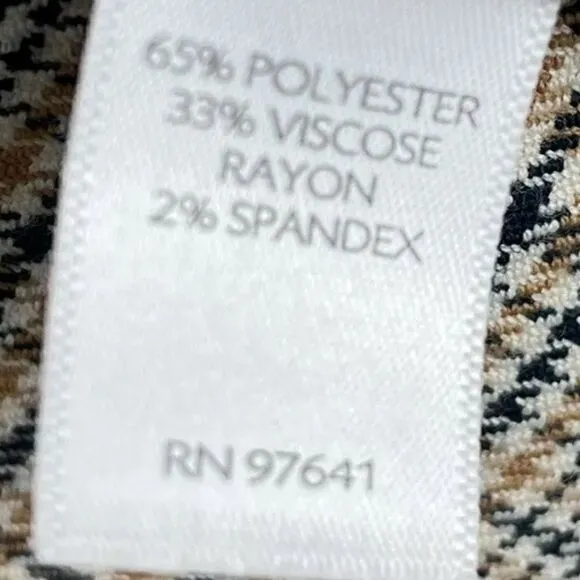 65% POLYESTER
33% VISCOSE
RAYON
2% SPANDEX
RN 97641